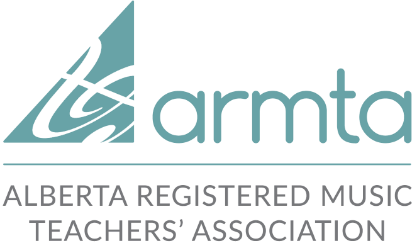 armta
ALBERTA REGISTERED MUSIC
TEACHERS' ASSOCIATION